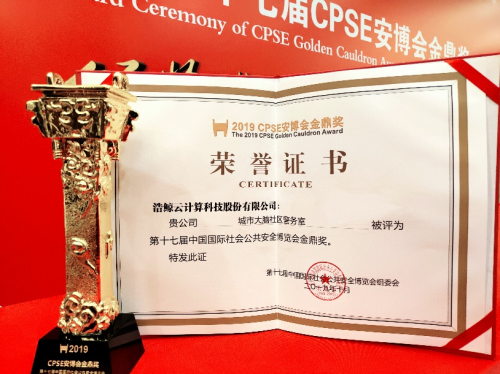 七届CPSE安博会金鼎奖
Ceremony of CPSE Golden Cauldron
2019 CPSE安博会金鼎奖
The 2019 CPSE Golden Cauldron Award
荣誉证书
CERTIFICATE
浩鲸云计算科技股份有限公司:
贵公司 城市大脑社区警务室 被评为
第十七届中国国际社会公共安全博览会金鼎奖。
特发此证
第十七届中国国际社会公共安全博览会组委会
二〇一九年十月
2019
CPSE安博会金鼎奖